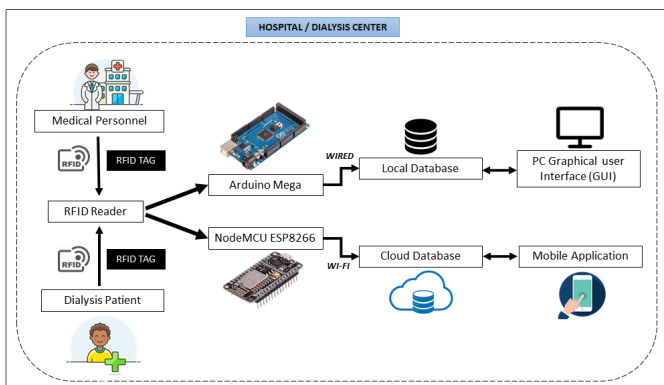 HOSPITAL / DIALYSIS CENTER
Medical Personnel
RFID
RFID TAG
RFID Reader
RFID
RFID TAG
Dialysis Patient
Arduino Mega
WIRED
Local Database
PC Graphical user
Interface (GUI)
NodeMCU ESP8266
WI-FI
Cloud Database
Mobile Application